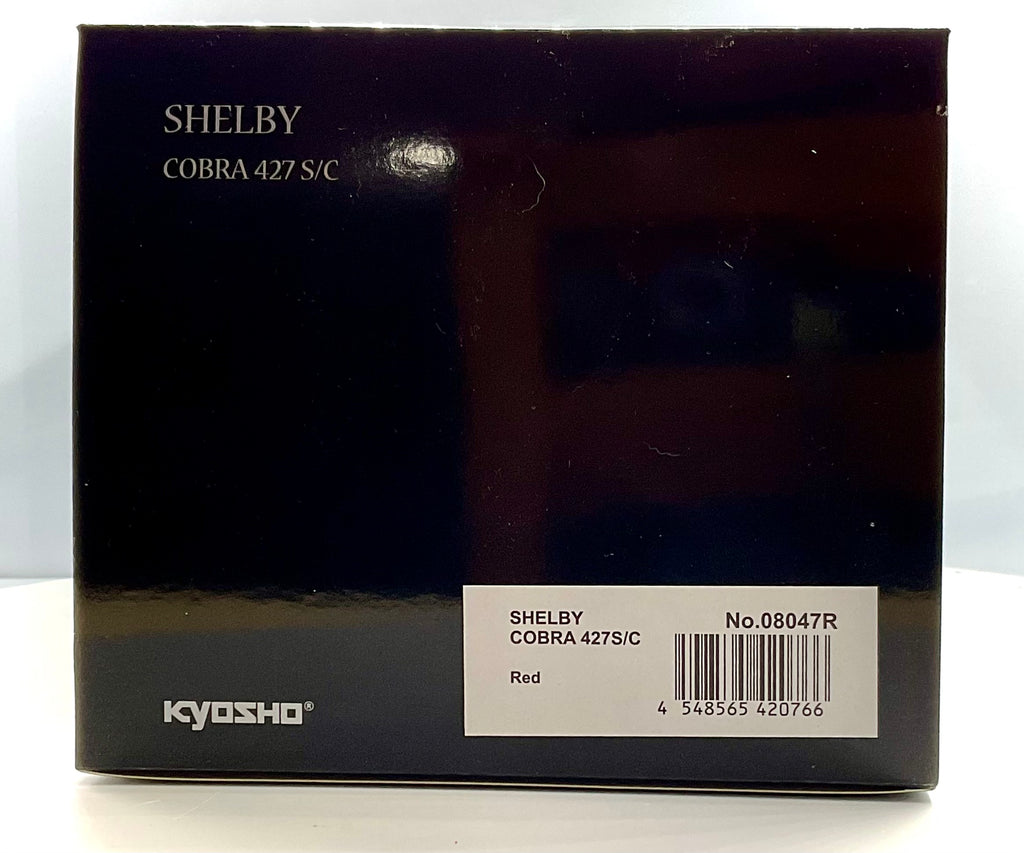 SHELBY
COBRA 427 S/C
SHELBY
COBRA 427S/C
No.08047R
Red
4 548565 420766
KYOSHO®